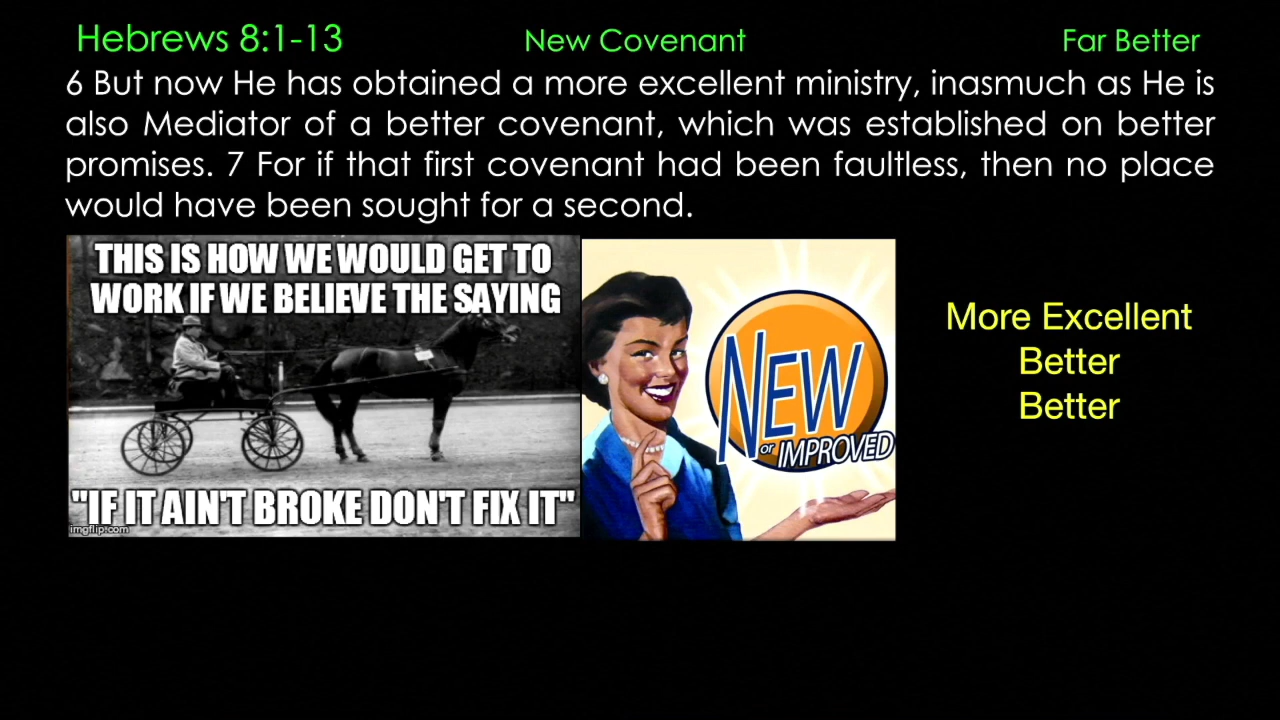 Hebrews 8:1-13 New Covenant Far Better
6 But now He has obtained a more excellent ministry, inasmuch as He is
also Mediator of a better covenant, which was established on better
promises. 7 For if that first covenant had been faultless, then no place
would have been sought for a second.
THIS IS HOW WE WOULD GET TO
WORK IF WE BELIEVE THE SAYING
"IF IT AIN'T BROKE DON'T FIX IT"
imgflip.com
NEW
or IMPROVED
More Excellent
Better
Better